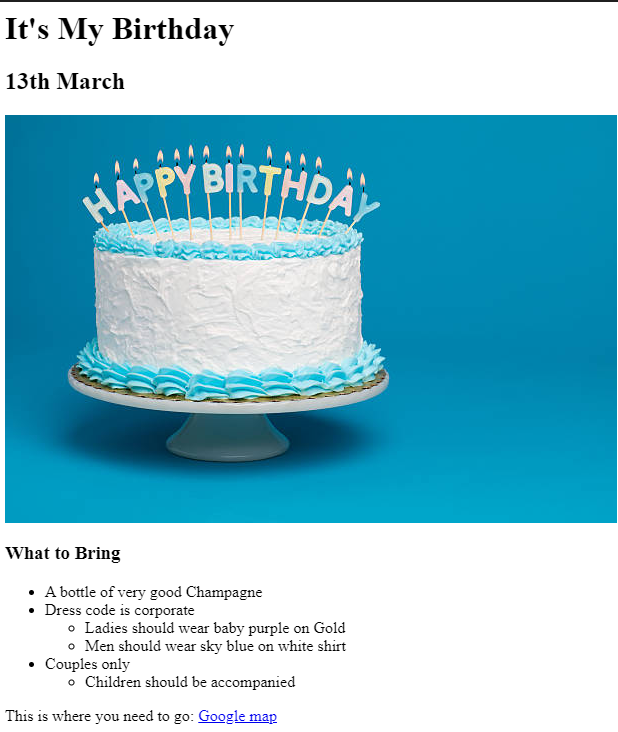 It's My Birthday
13th March
HAPPY BIRTHDAY
What to Bring
A bottle of very good Champagne
Dress code is corporate
Ladies should wear baby purple on Gold
Men should wear sky blue on white shirt
Couples only
Children should be accompanied
This is where you need to go: Google map